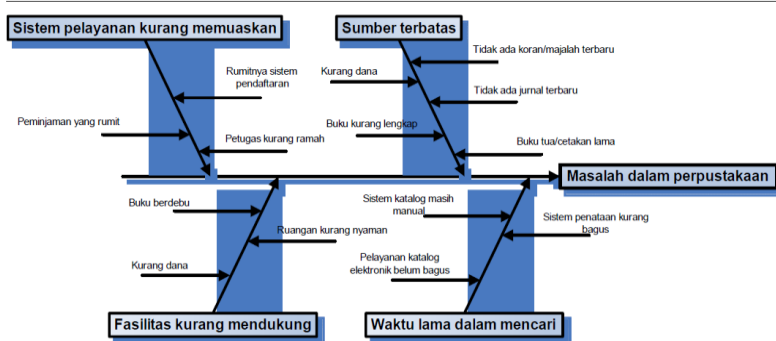 Sistem pelayanan kurang memuaskan
Sumber terbatas
Tidak ada koran/majalah terbaru
Kurang dana
Rumitnya sistem
pendaftaran
Tidak ada jurnal terbaru
Peminjaman yang rumit
Buku kurang lengkap
Petugas kurang ramah
Buku tua/cetakan lama
Masalah dalam perpustakaan
Buku berdebu
Sistem katalog masih
manual
Sistem penataan kurang
bagus
Ruangan kurang nyaman
Kurang dana
Pelayanan katalog
elektronik belum bagus
Fasilitas kurang mendukung
Waktu lama dalam mencari